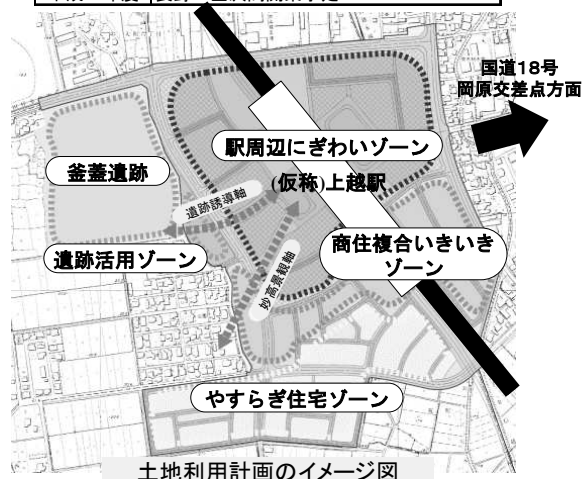 国道18号
岡原交差点方面
駅周辺にぎわいゾーン
釜蓋遺跡
(仮称)上越駅
遺跡誘導軸
商住複合いきいき
ゾーン
遺跡活用ゾーン
妙高景観軸
やすらぎ住宅ゾーン
土地利用計画のイメージ図